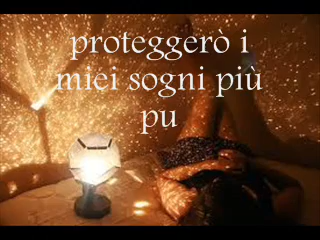 proteggerò i
miei sogni più
pu